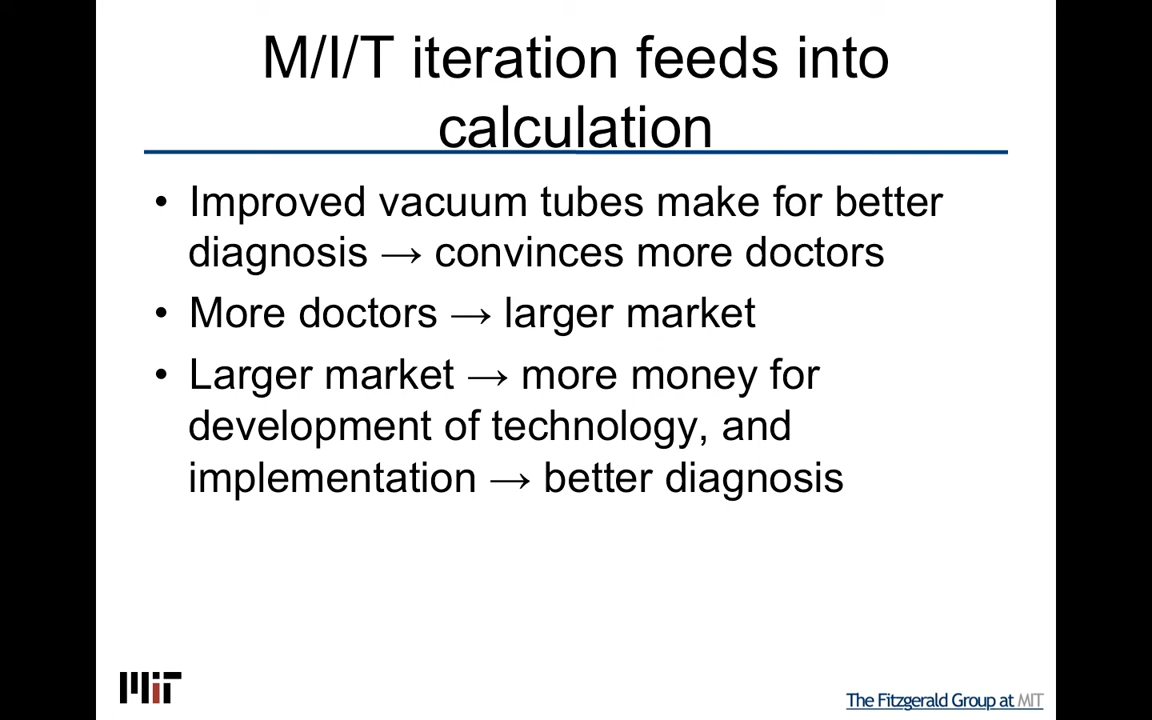 M/I/T iteration feeds into
calculation
• Improved vacuum tubes make for better
diagnosis → convinces more doctors
• More doctors → larger market
• Larger market → more money for
development of technology, and
implementation → better diagnosis
MIT
The Fitzgerald Group at MIT